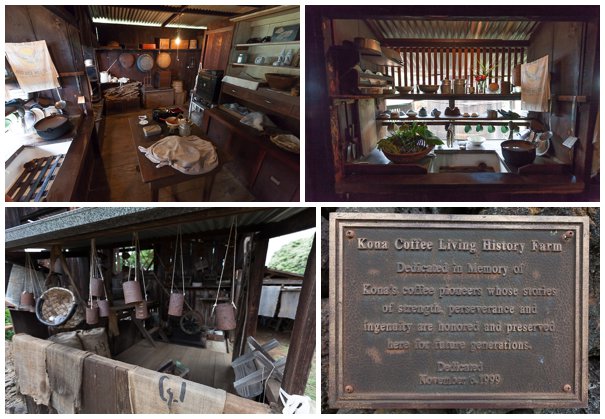 Kona Coffee Living History Farm
Dedicated in Memory of
Kona's coffee pioneers whose stories
of strength, perseverance and
ingenuity are honored and preserved
here for future generations.
Dedicated
November 6, 1999